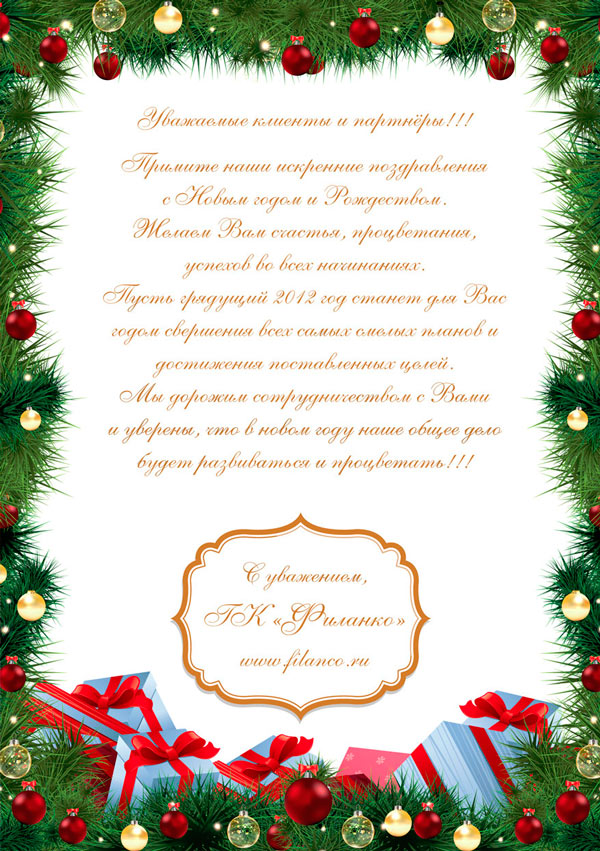 Уважаемые клиенты и партнёры!!!
Примите наши искренние поздравления
с Новым годом и Рождеством.
Желаем Вам счастья, процветания,
успехов во всех начинаниях.
Пусть грядущий 2012 год станет для Вас
годом свершения всех самых смелых планов и
достижения поставленных целей.
Мы дорожим сотрудничеством с Вами
и уверены, что в новом году наше общее дело
будет развиваться и процветать!!!
С уважением,
ГК «Филанко»
www.filanco.ru